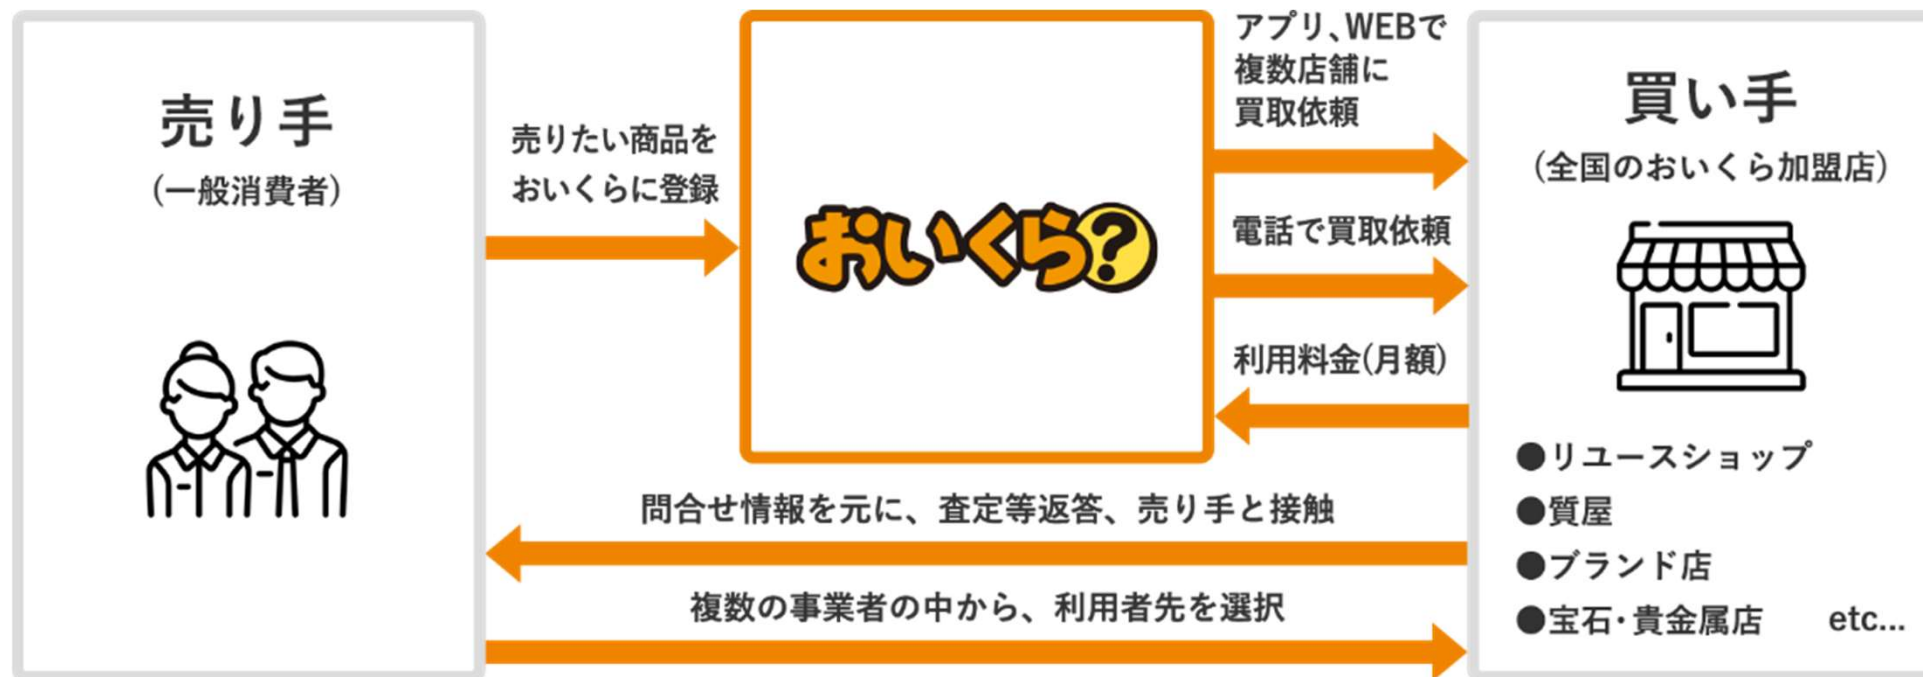 売り手
(一般消費者)
売りたい商品を
おいくらに登録
おいくら?
アプリ、WEBで
複数店舗に
買取依頼
電話で買取依頼
利用料金(月額)
買い手
(全国のおいくら加盟店)
●リユースショップ
●質屋
●ブランド店
●宝石・貴金属店 etc...
問合せ情報を元に、査定等返答、売り手と接触
複数の事業者の中から、利用者先を選択